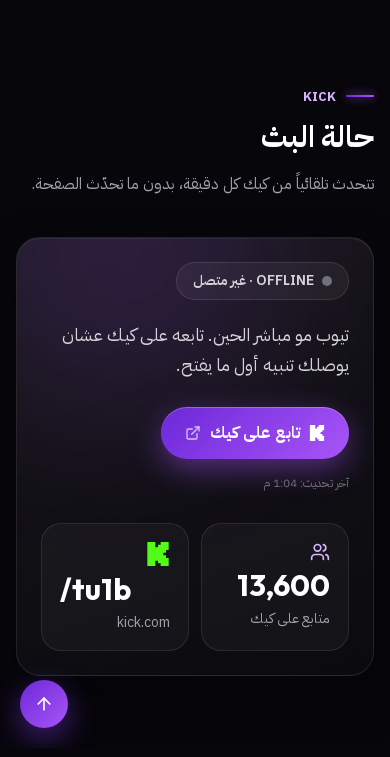 KICK
حالة البث
تتحدث تلقائياً من كيك كل دقيقة، بدون ما تحدّث الصفحة.
OFFLINE · غير متصل
تيوب مو مباشر الحين. تابعه على كيك عشان
يوصلك تنبيه أول ما يفتح.
تابع على كيك
آخر تحديث: 1:04 م
13,600
متابع على كيك
/tu1b
kick.com